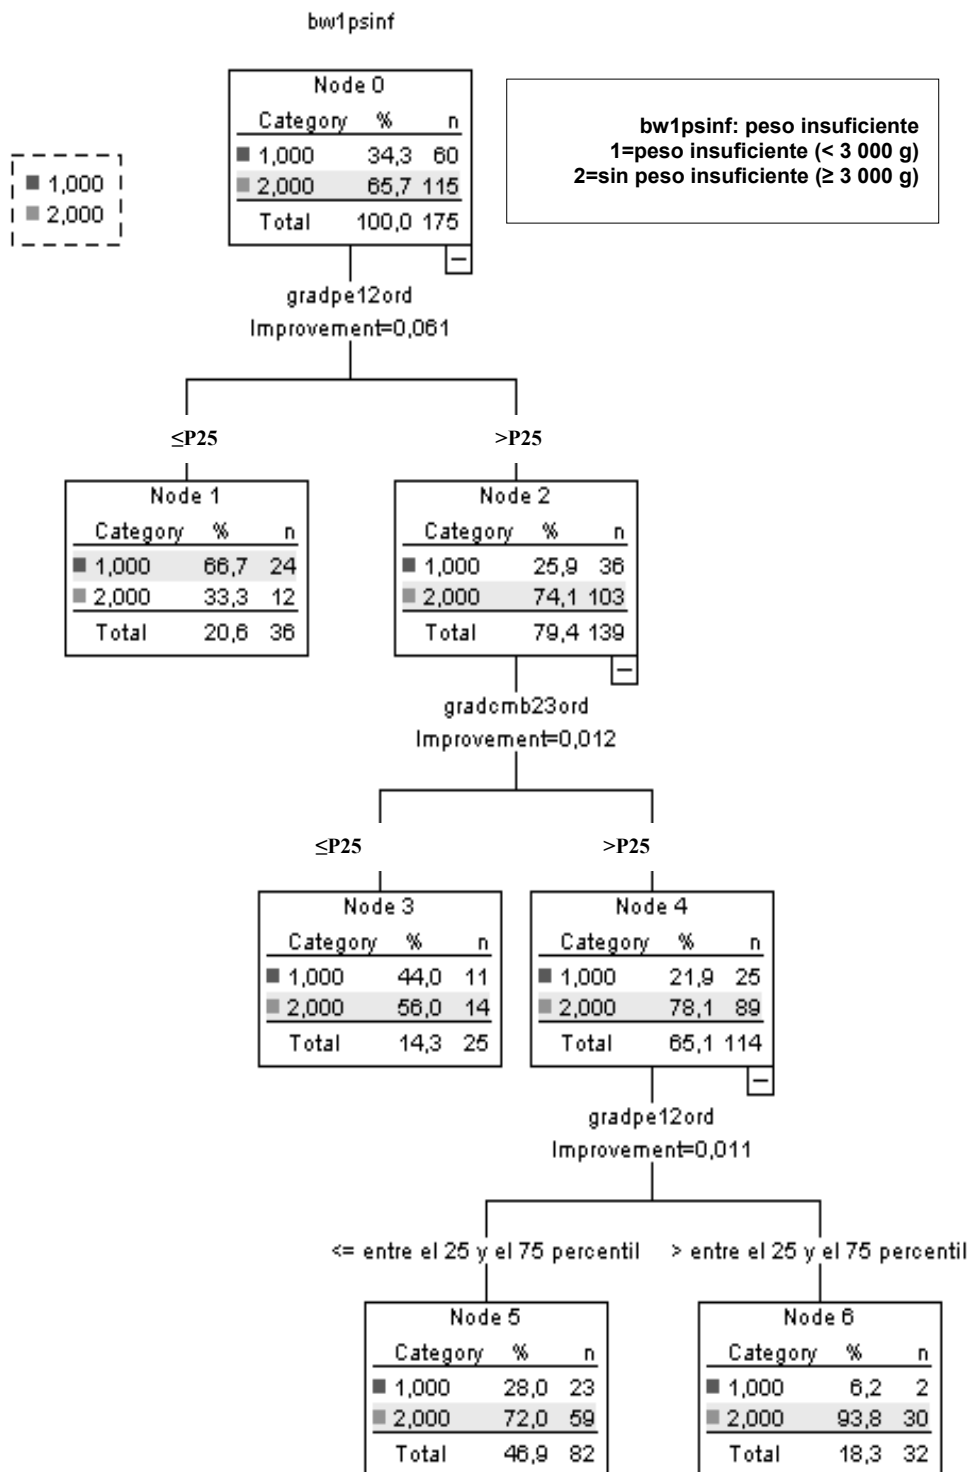 bw1psinf
Node 0
Category % n
1,000 34,3 60
2,000 65,7 115
Total 100,0 175
bw1psinf: peso insuficiente
1=peso insuficiente (< 3 000 g)
2=sin peso insuficiente (≥ 3 000 g)
1,000
2,000
gradpe12ord
Improvement=0,061
≤P25 >P25
Node 1
Category % n
1,000 66,7 24
2,000 33,3 12
Total 20,6 36
Node 2
Category % n
1,000 25,9 36
2,000 74,1 103
Total 79,4 139
gradcmb23ord
Improvement=0,012
≤P25 >P25
Node 3
Category % n
1,000 44,0 11
2,000 56,0 14
Total 14,3 25
Node 4
Category % n
1,000 21,9 25
2,000 78,1 89
Total 65,1 114
gradpe12ord
Improvement=0,011
<= entre el 25 y el 75 percentil > entre el 25 y el 75 percentil
Node 5
Category % n
1,000 28,0 23
2,000 72,0 59
Total 46,9 82
Node 6
Category % n
1,000 6,2 2
2,000 93,8 30
Total 18,3 32